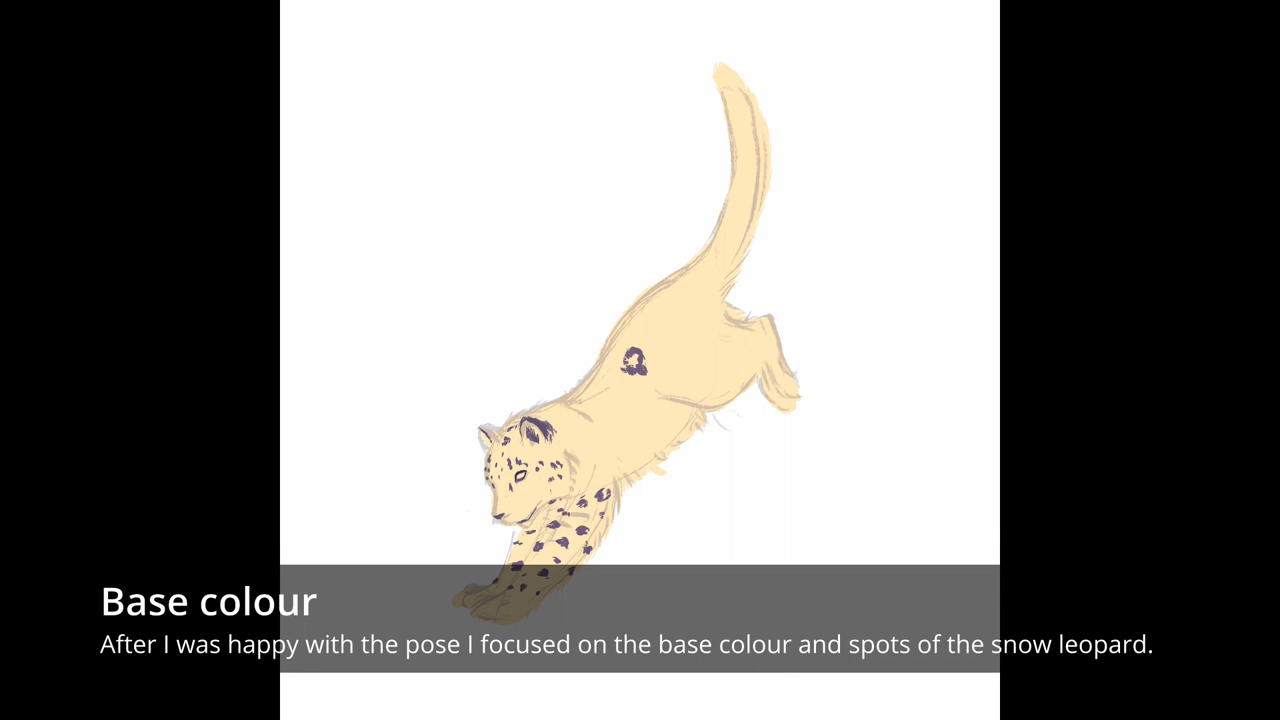 Base colour
After I was happy with the pose I focused on the base colour and spots of the snow leopard.